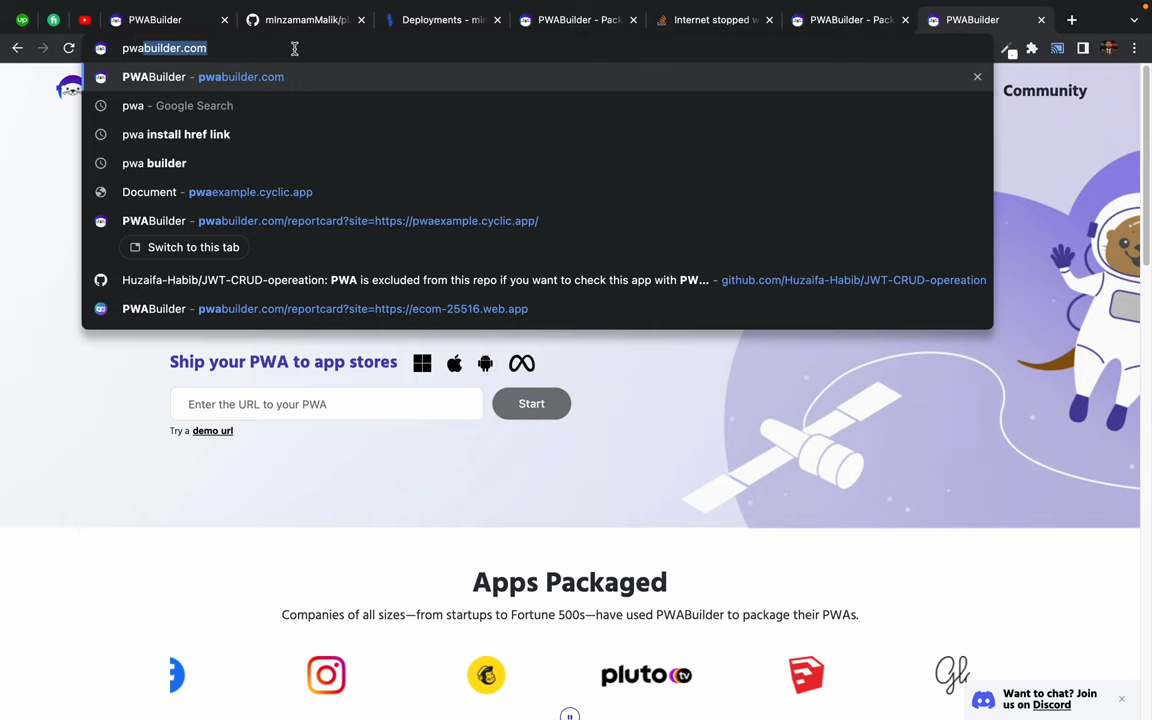 PWABuilder
mInzamamMalik/pl
Deployments - min
PWABuilder - Pack
Internet stopped w
PWABuilder - Pack
PWABuilder
pwabuilder.com
PWABuilder - pwabuilder.com
pwa - Google Search
pwa install href link
pwa builder
Document - pwaexample.cyclic.app
PWABuilder - pwabuilder.com/reportcard?site=https://pwaexample.cyclic.app/
Switch to this tab
Huzaifa-Habib/JWT-CRUD-opereation: PWA is excluded from this repo if you want to check this app with PW... - github.com/Huzaifa-Habib/JWT-CRUD-opereation
PWABuilder - pwabuilder.com/reportcard?site=https://ecom-25516.web.app
Community
Ship your PWA to app stores
Enter the URL to your PWA
Start
Try a demo url
Apps Packaged
Companies of all sizes—from startups to Fortune 500s—have used PWABuilder to package their PWAs.
pluto tv
Gl
Want to chat? Join
us on Discord